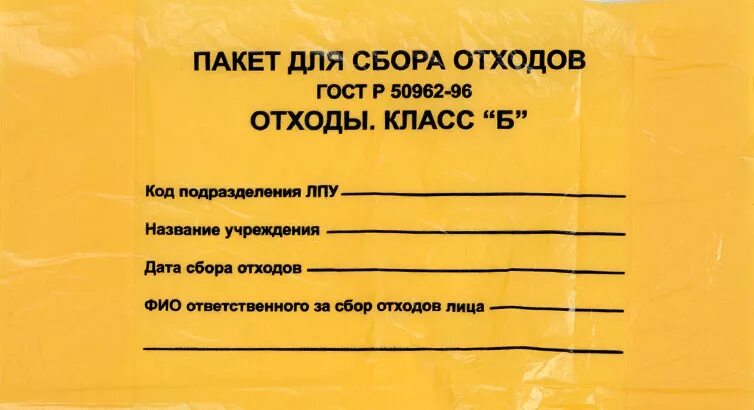 ПАКЕТ ДЛЯ СБОРА ОТХОДОВ
ГОСТ Р 50962-96
ОТХОДЫ. КЛАСС “Б”
Код подразделения ЛПУ
Название учреждения
Дата сбора отходов
ФИО ответственного за сбор отходов лица